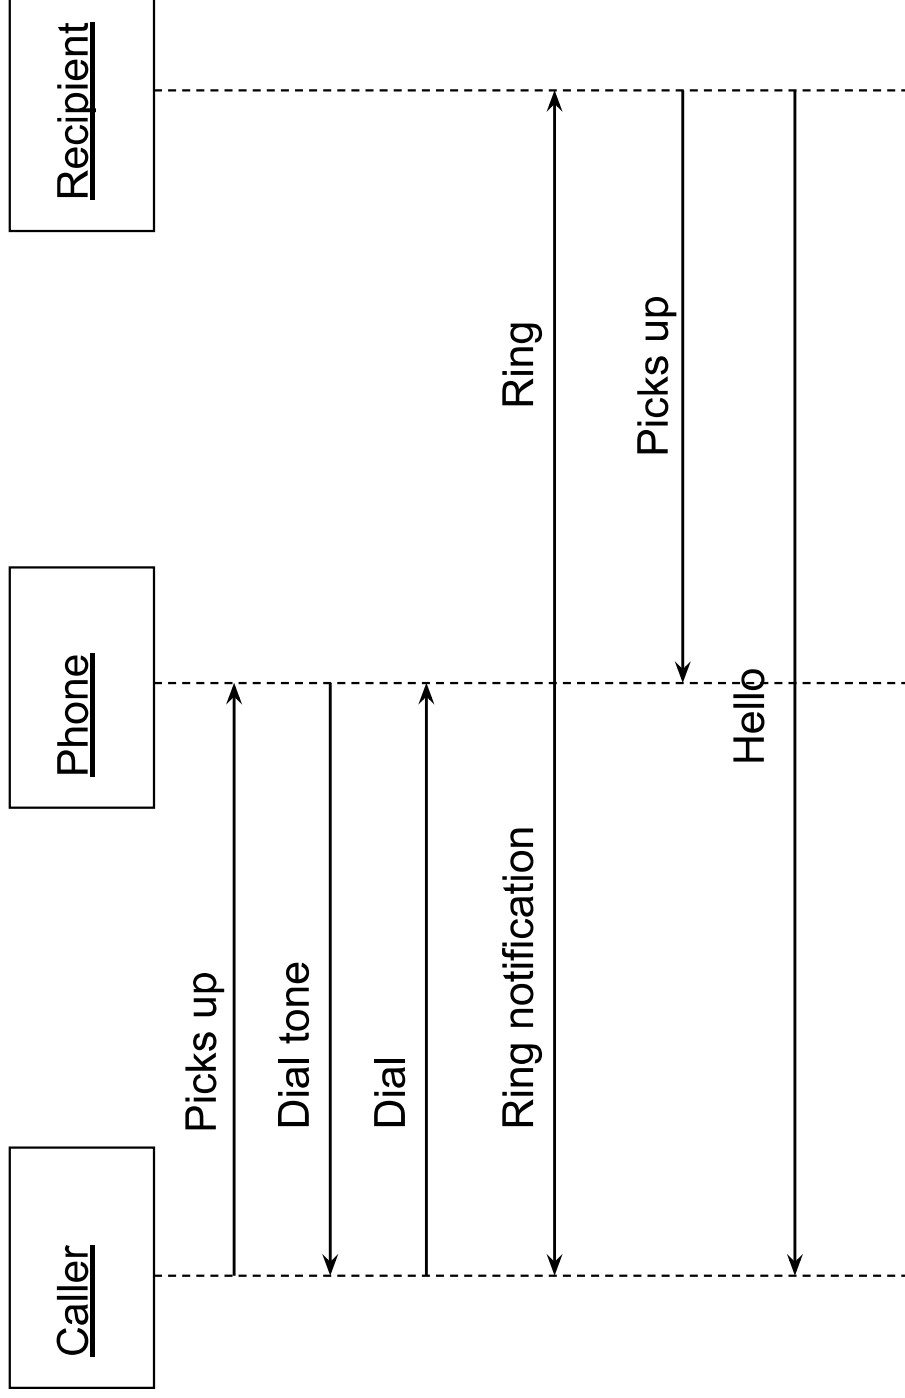 Caller
Phone
Recipient
Picks up
Dial tone
Dial
Ring notification
Ring
Picks up
Hello